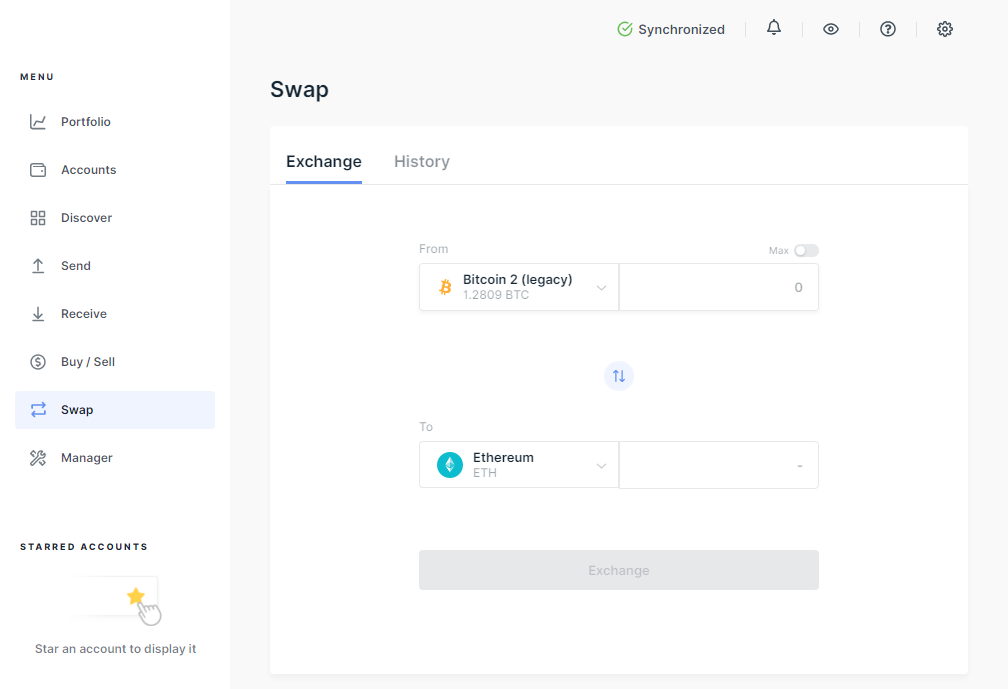 Synchronized
MENU
Portfolio
Accounts
Discover
Send
Receive
Buy / Sell
Swap
Manager
STARRED ACCOUNTS
Star an account to display it
Swap
Exchange History
From Max
Bitcoin 2 (legacy)
1.2809 BTC
0
To
Ethereum
ETH
-
Exchange